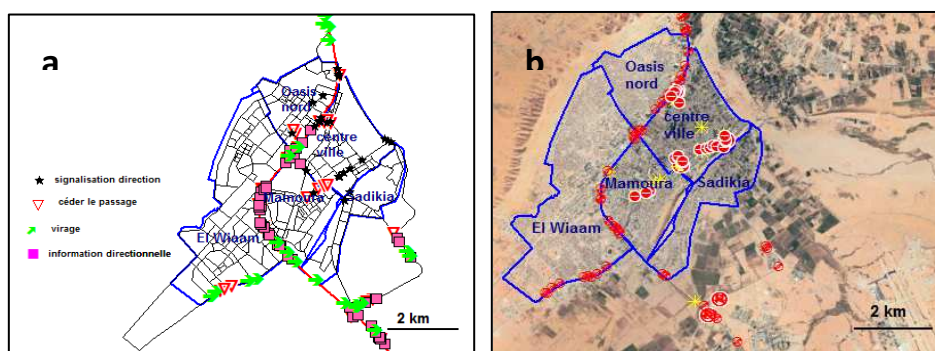 a
Oasis
nord
centre
ville
Mamoura
Sadikia
El Wiaam
signalisation direction
céder le passage
virage
information directionnelle
2 km
b
Oasis
nord
centre
ville
Mamoura
Sadikia
El Wiaam
2 km